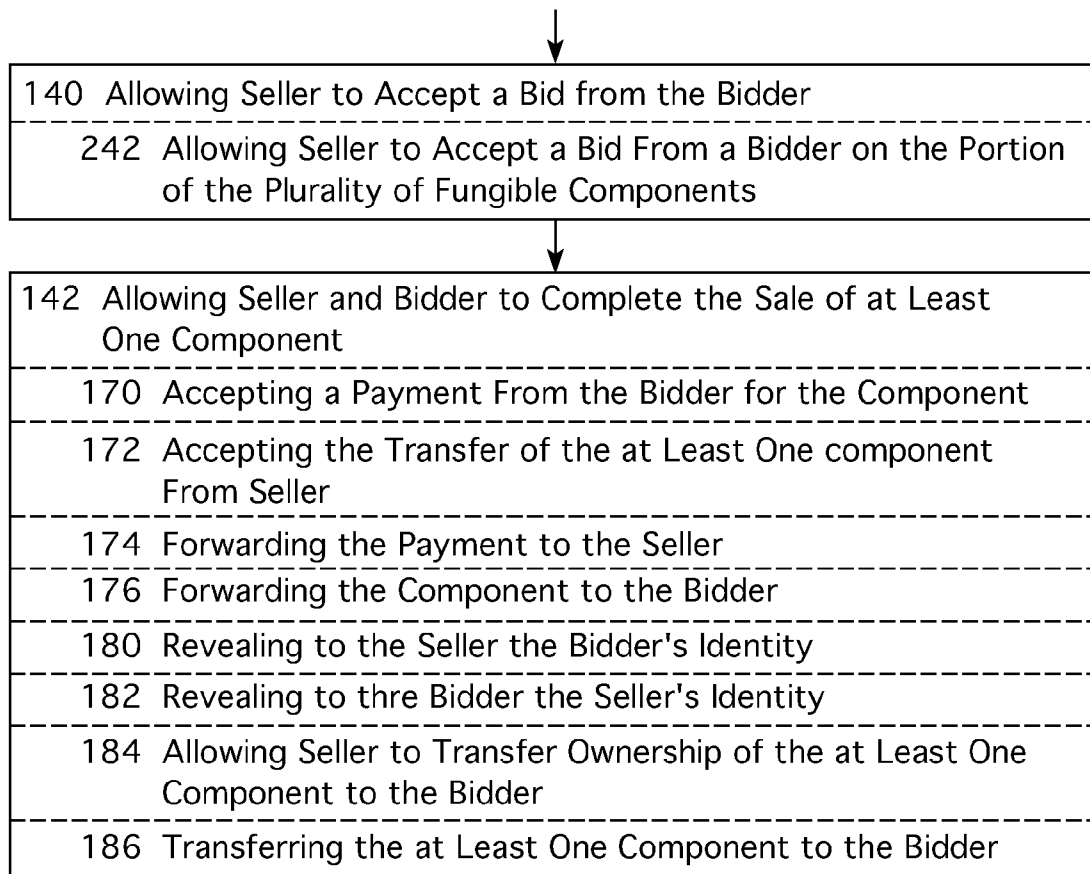 140 Allowing Seller to Accept a Bid from the Bidder
242 Allowing Seller to Accept a Bid From a Bidder on the Portion
of the Plurality of Fungible Components
142 Allowing Seller and Bidder to Complete the Sale of at Least
One Component
170 Accepting a Payment From the Bidder for the Component
172 Accepting the Transfer of the at Least One component
From Seller
174 Forwarding the Payment to the Seller
176 Forwarding the Component to the Bidder
180 Revealing to the Seller the Bidder's Identity
182 Revealing to thre Bidder the Seller's Identity
184 Allowing Seller to Transfer Ownership of the at Least One
Component to the Bidder
186 Transferring the at Least One Component to the Bidder